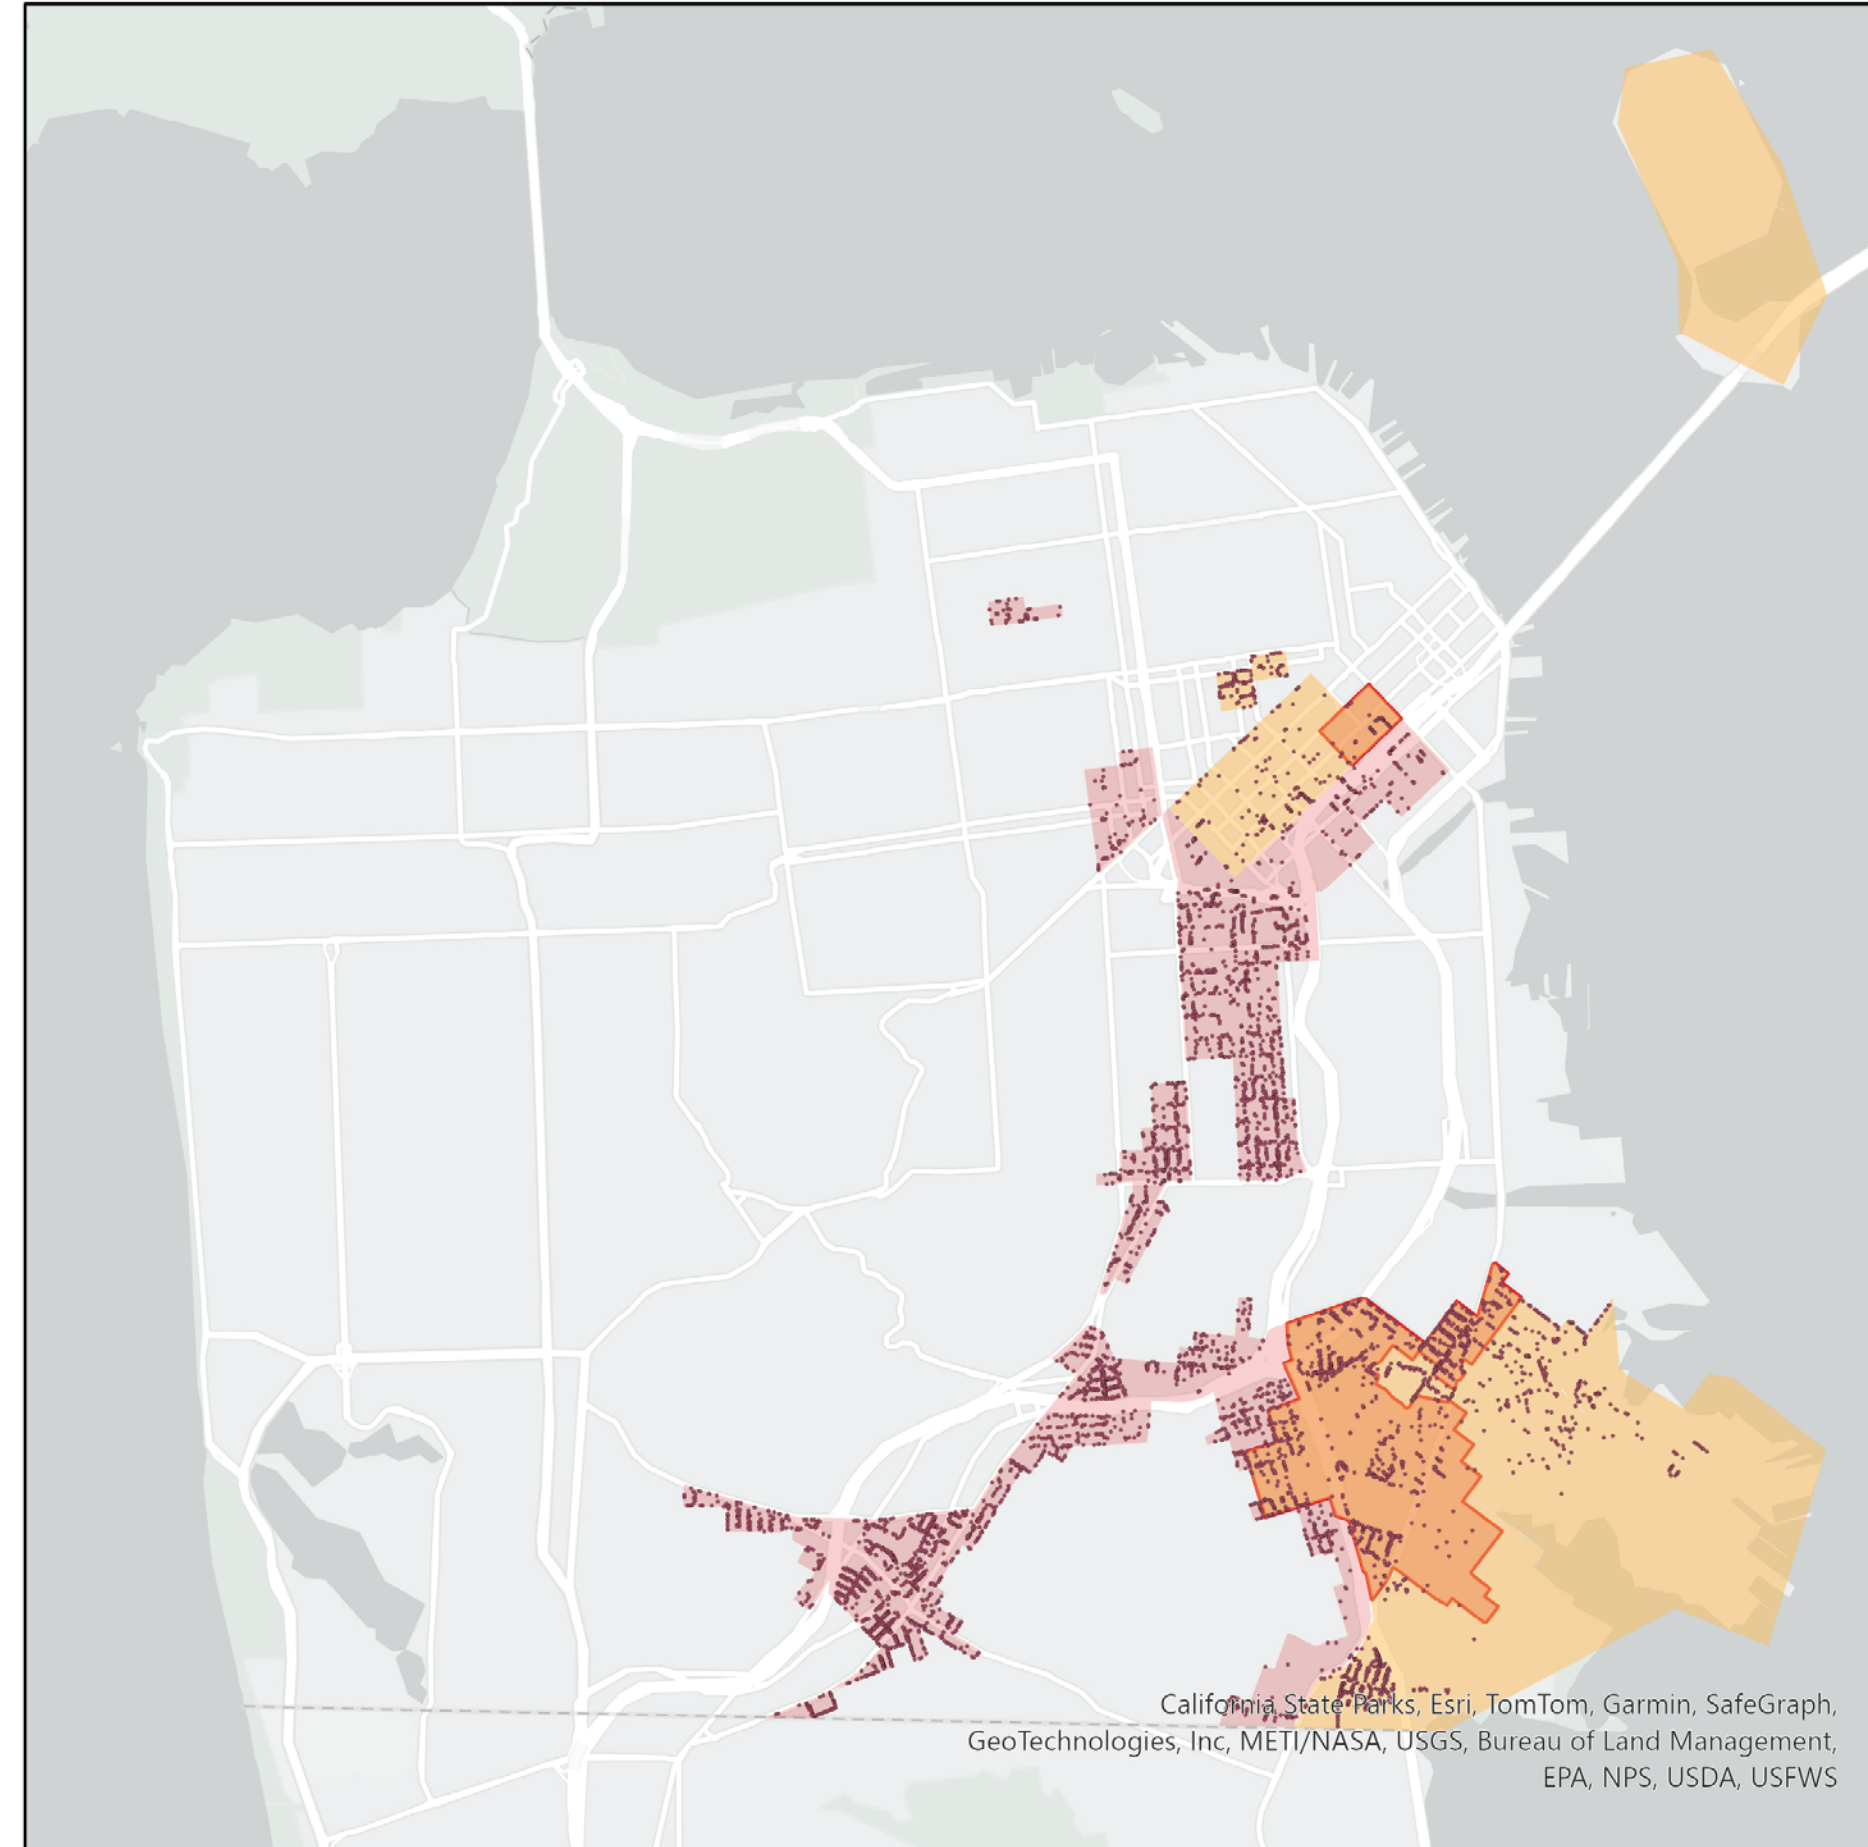 California State Parks, Esri, TomTom, Garmin, SafeGraph,
GeoTechnologies, Inc, METI/NASA, USGS, Bureau of Land Management,
EPA, NPS, USDA, USFWS